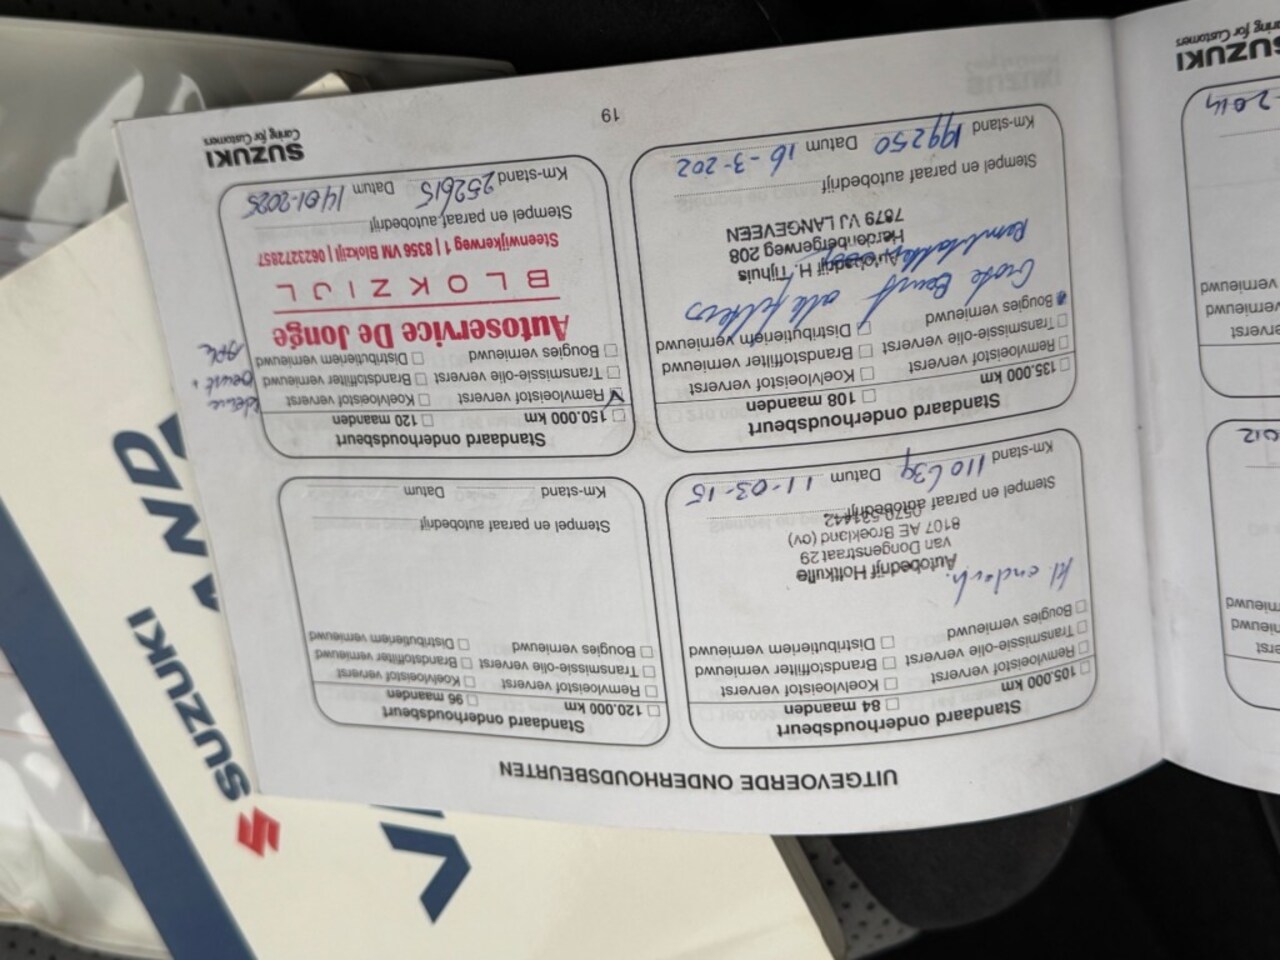 UITGEVOERDE ONDERHOUDSBEURTEN
Standaard onderhoudsbeurt
105.000 km
84 maanden
Remvloeistof ververst
Koelvloeistof ververst
Transmissie-olie ververst
Brandstoffilter vernieuwd
Bougies vernieuwd
Distributieriem vernieuwd
kl. onderh.
Autobedrijf Hottkuffe
van Dongenstraat 29
8107 AE Broekland (ov)
0570-531442
Stempel en paraaf autobedrijf
Km-stand 110639 Datum 11-03-15
Standaard onderhoudsbeurt
120.000 km
96 maanden
Remvloeistof ververst
Koelvloeistof ververst
Transmissie-olie ververst
Brandstoffilter vernieuwd
Bougies vernieuwd
Distributieriem vernieuwd
Stempel en paraaf autobedrijf
Km-stand Datum
Standaard onderhoudsbeurt
135.000 km
108 maanden
Remvloeistof ververst
Koelvloeistof ververst
Transmissie-olie ververst
Brandstoffilter vernieuwd
Bougies vernieuwd
Distributieriem vernieuwd
Grote Beurt alle filters
Autobedrijf H. Tijhuis
Hardenbergerweg 208
7879 VJ LANGEVEEN
Stempel en paraaf autobedrijf
Km-stand 199250 Datum 16-3-202
Standaard onderhoudsbeurt
150.000 km
120 maanden
Remvloeistof ververst
Koelvloeistof ververst
Transmissie-olie ververst
Brandstoffilter vernieuwd
Bougies vernieuwd
Distributieriem vernieuwd
Kleine
beurt +
APK
Autoservice De Jonge
BLOKZIJL
Steenwijkerweg 1 | 8356 VM Blokzijl | 0623272857
Stempel en paraaf autobedrijf
Km-stand 252615 Datum 14-01-2025
19
SUZUKI
Caring for Customers
SUZUKI